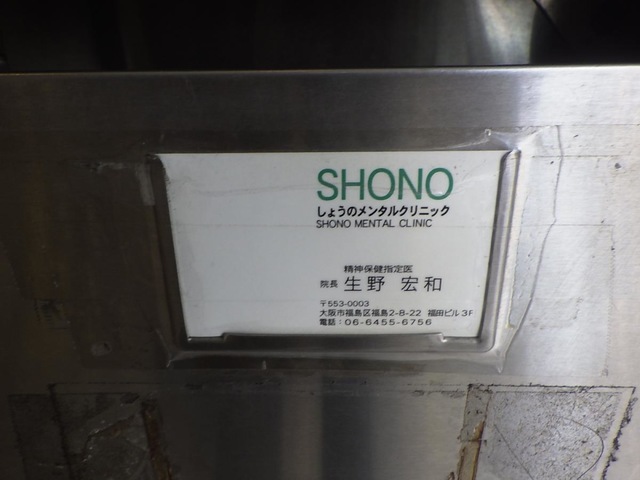 SHONO
しょうのメンタルクリニック
SHONO MENTAL CLINIC
精神保健指定医
院長 生野 宏和
〒553-0003
大阪市福島区福島2-8-22 福田ビル3F
電話：06-6455-6756